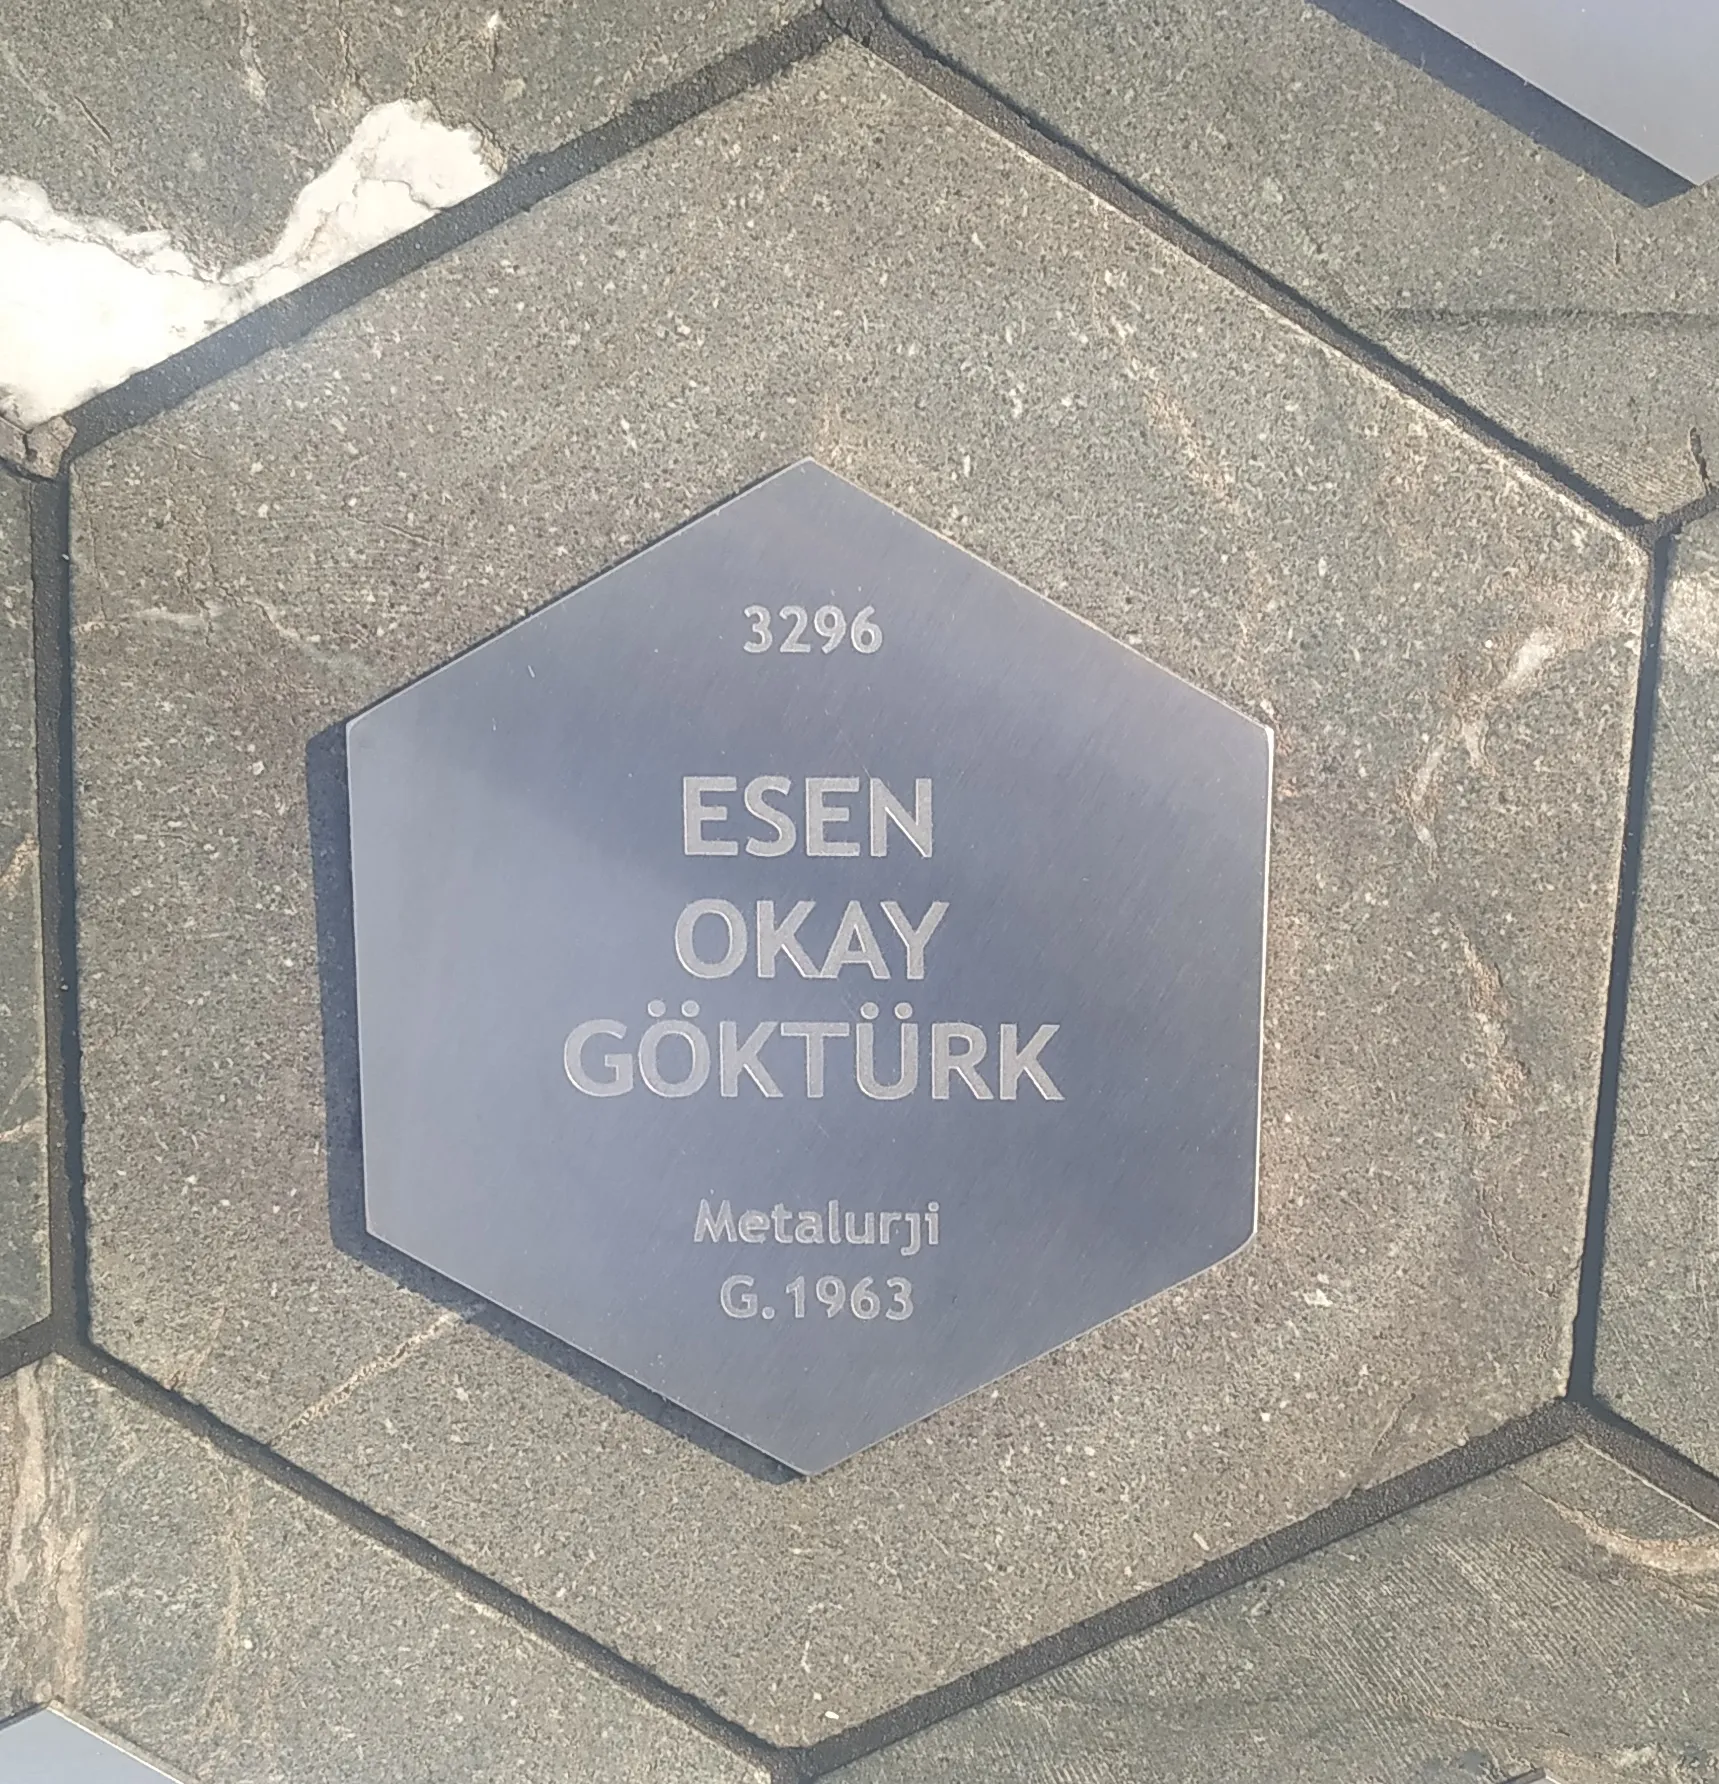 3296
ESEN
OKAY
GÖKTÜRK
Metalurji
G.1963